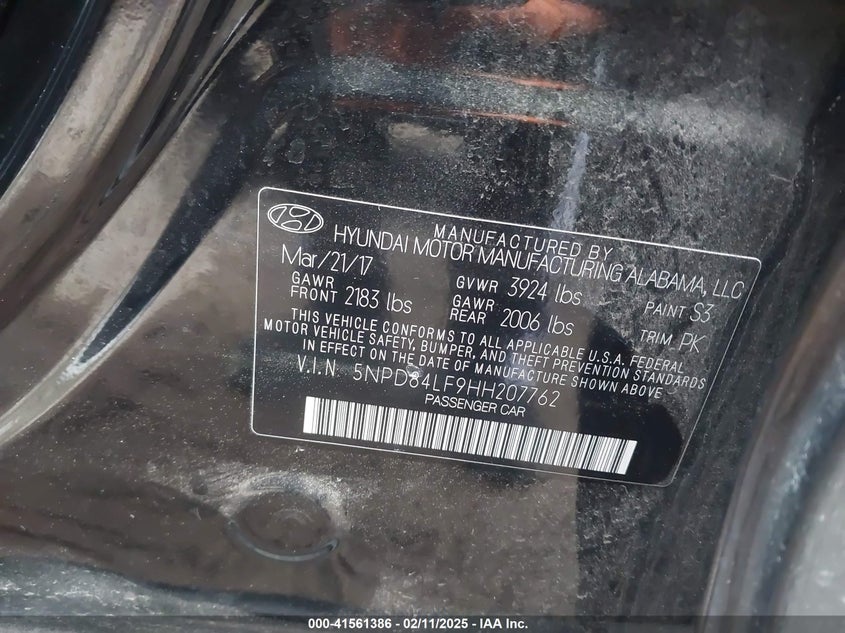 MANUFACTURED BY
HYUNDAI MOTOR MANUFACTURING ALABAMA, LLC
Mar/21/17 GVWR 3924 lbs PAINT S3
GAWR FRONT 2183 lbs GAWR REAR 2006 lbs TRIM PK
THIS VEHICLE CONFORMS TO ALL APPLICABLE U.S.A. FEDERAL
MOTOR VEHICLE SAFETY, BUMPER, AND THEFT PREVENTION STANDARDS
IN EFFECT ON THE DATE OF MANUFACTURE SHOWN ABOVE
V.I.N. 5NPD84LF9HH207762
PASSENGER CAR
000-41561386 - 02/11/2025 - IAA Inc.